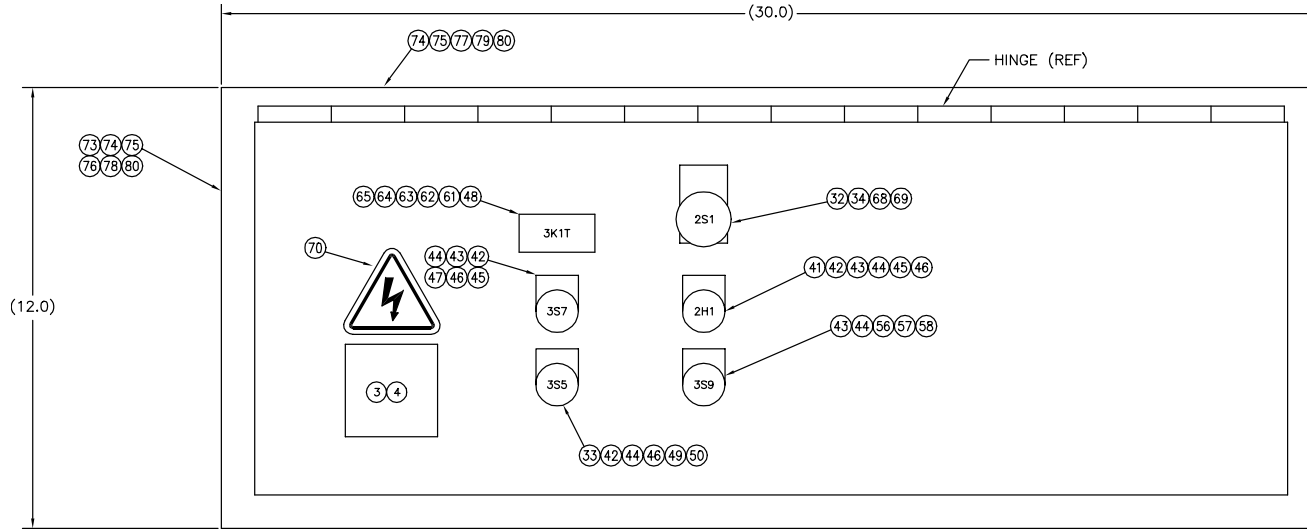 (30.0)
74 75 77 79 80
HINGE (REF)
73 74 75
76 78 80
65 64 63 62 61 48
3K1T
2S1
32 34 68 69
70
44 43 42
47 46 45
3S7
2H1
41 42 43 44 45 46
(12.0)
43 44 56 57 58
3 4
3S5
3S9
33 42 44 46 49 50